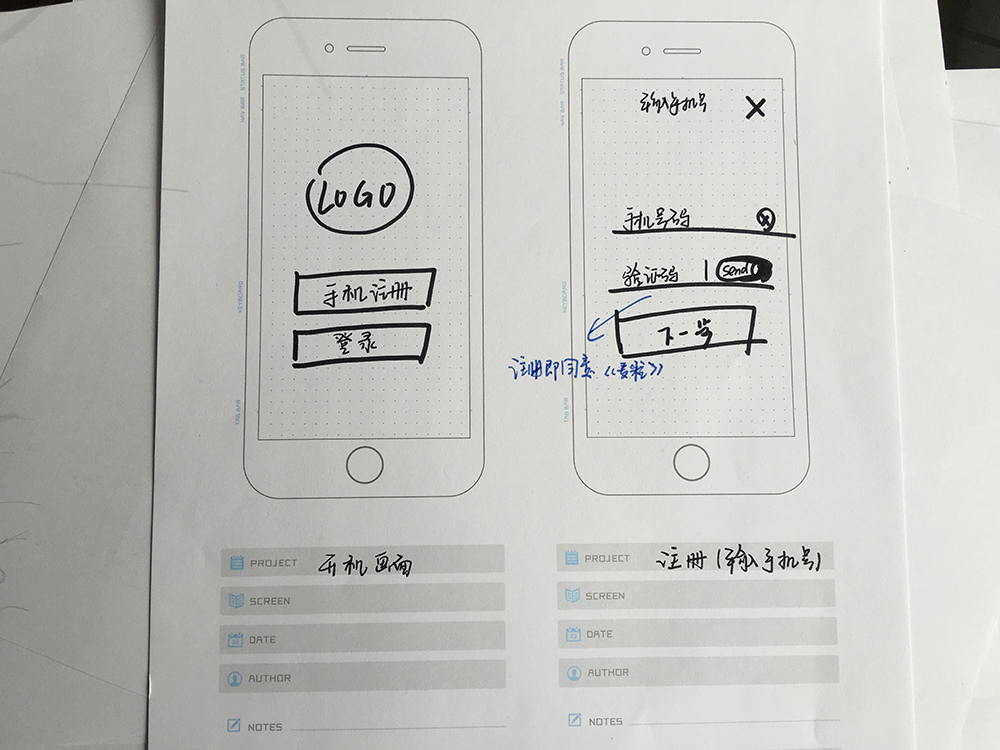 STATUS BAR
NAV BAR
LOGO
手机注册
KEYBOARD
登录
TAB BAR
PROJECT 开机画面
SCREEN
DATE
AUTHOR
NOTES
STATUS BAR
NAV BAR
输入手机号
手机号码
验证码 send
KEYBOARD
下一步
注册即同意《条款》
TAB BAR
PROJECT 注册(输入手机号)
SCREEN
DATE
AUTHOR
NOTES